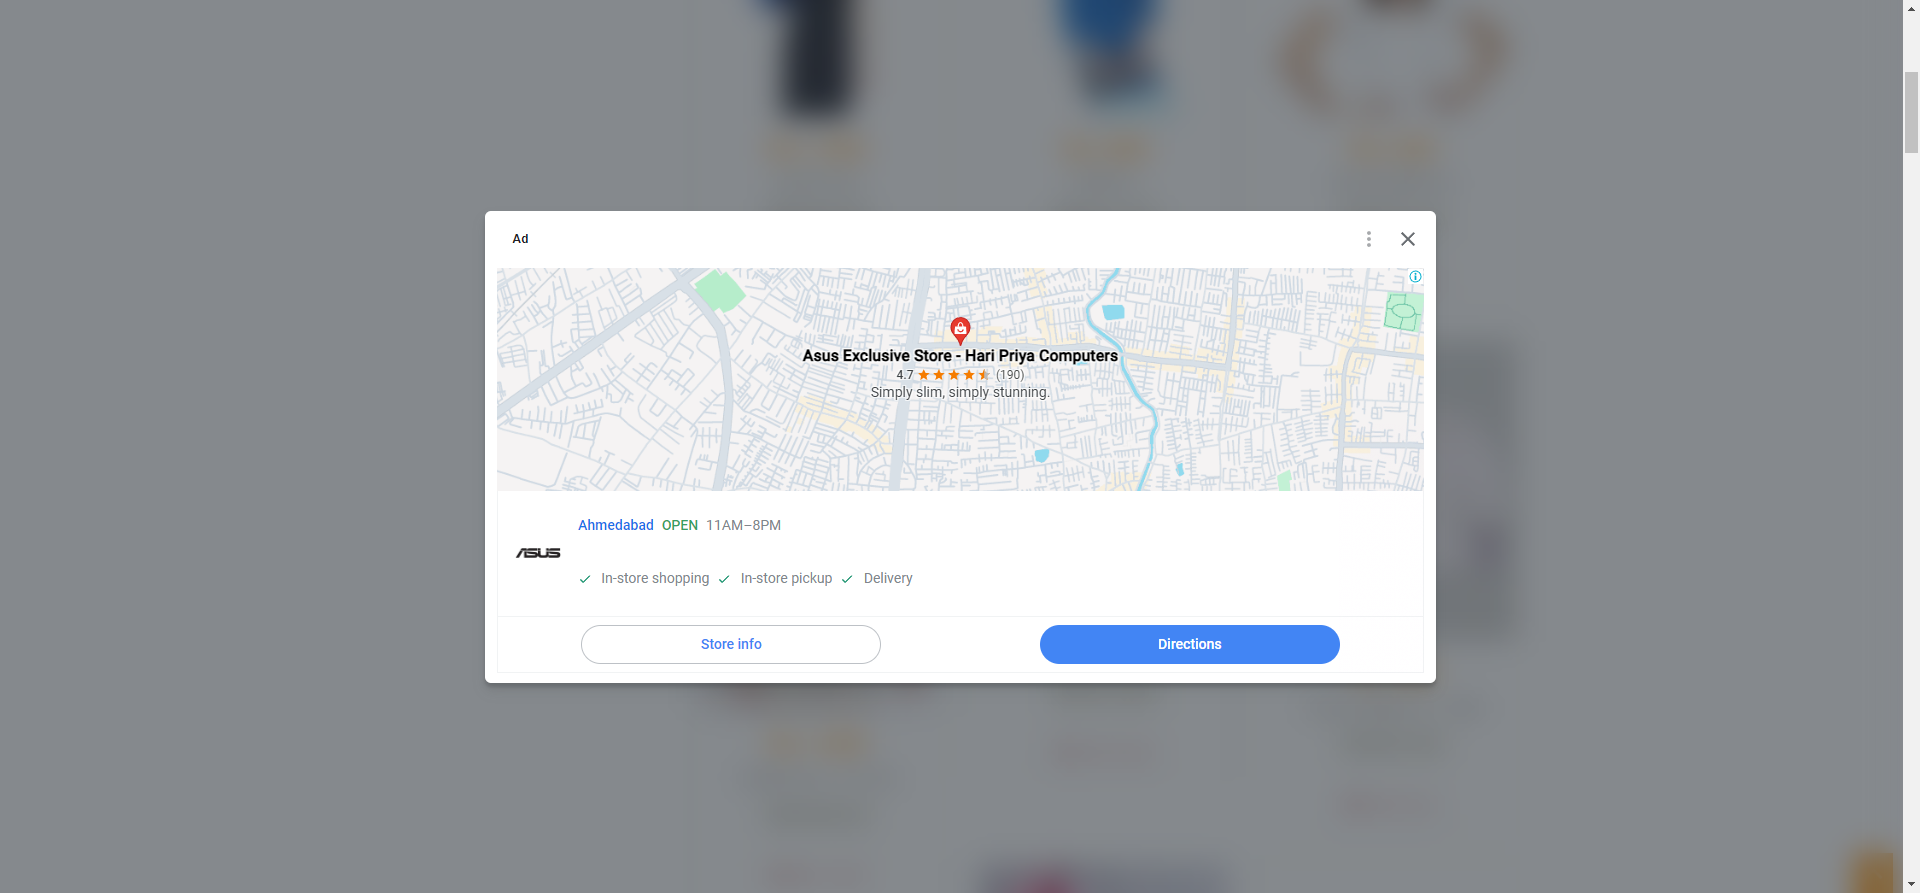 Ad
Asus Exclusive Store - Hari Priya Computers
4.7 (190)
Simply slim, simply stunning.
Ahmedabad OPEN 11AM–8PM
ASUS
In-store shopping In-store pickup Delivery
Store info
Directions